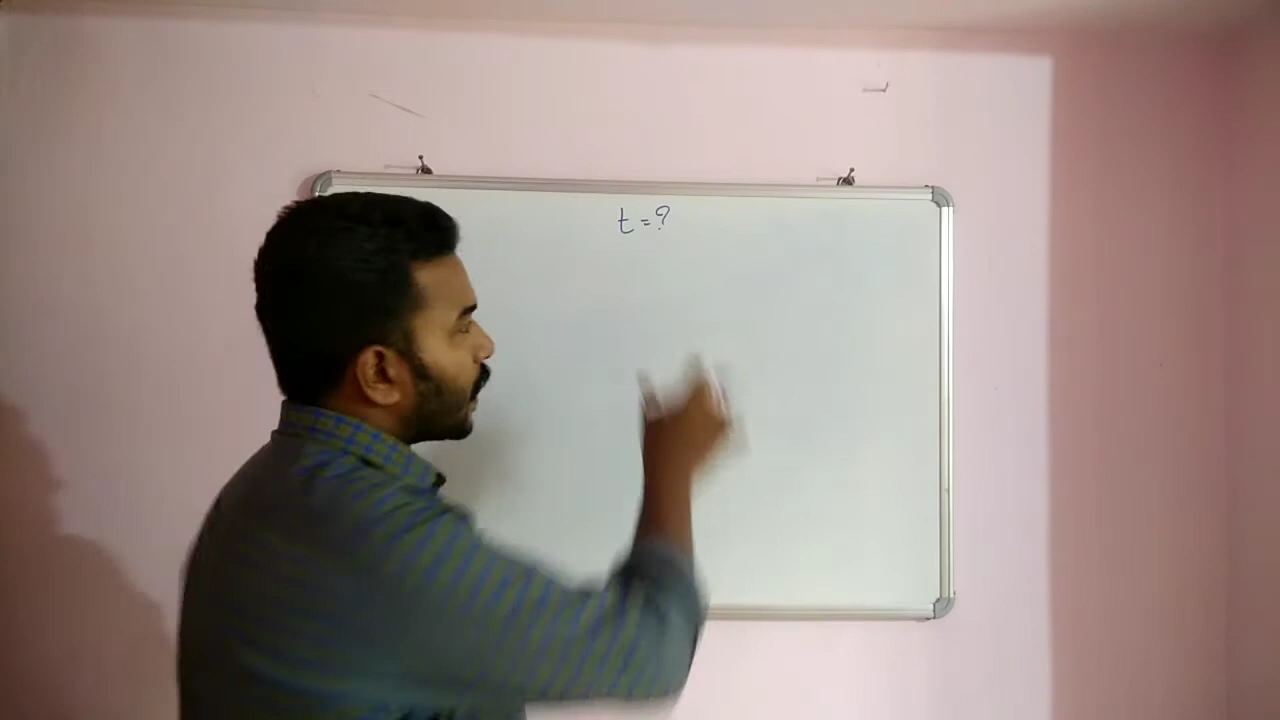 t = ?